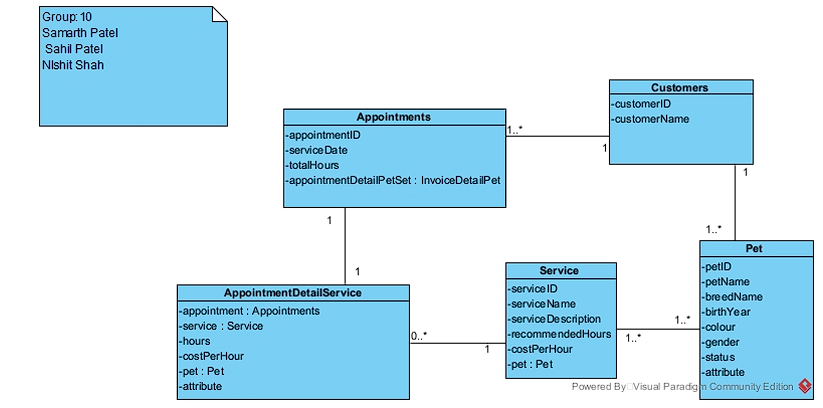 Group:10
Samarth Patel
Sahil Patel
NIshit Shah
Customers
-customerID
-customerName
Appointments
-appointmentID
-serviceDate
-totalHours
-appointmentDetailPetSet : InvoiceDetailPet
1..*
1
1
1..*
1
1
Pet
-petID
-petName
-breedName
-birthYear
-colour
-gender
-status
-attribute
Service
-serviceID
-serviceName
-serviceDescription
-recommendedHours
-costPerHour
-pet : Pet
AppointmentDetailService
-appointment : Appointments
-service : Service
-hours
-costPerHour
-pet : Pet
-attribute
0..*
1
1..*
1..*
Powered By Visual Paradigm Community Edition